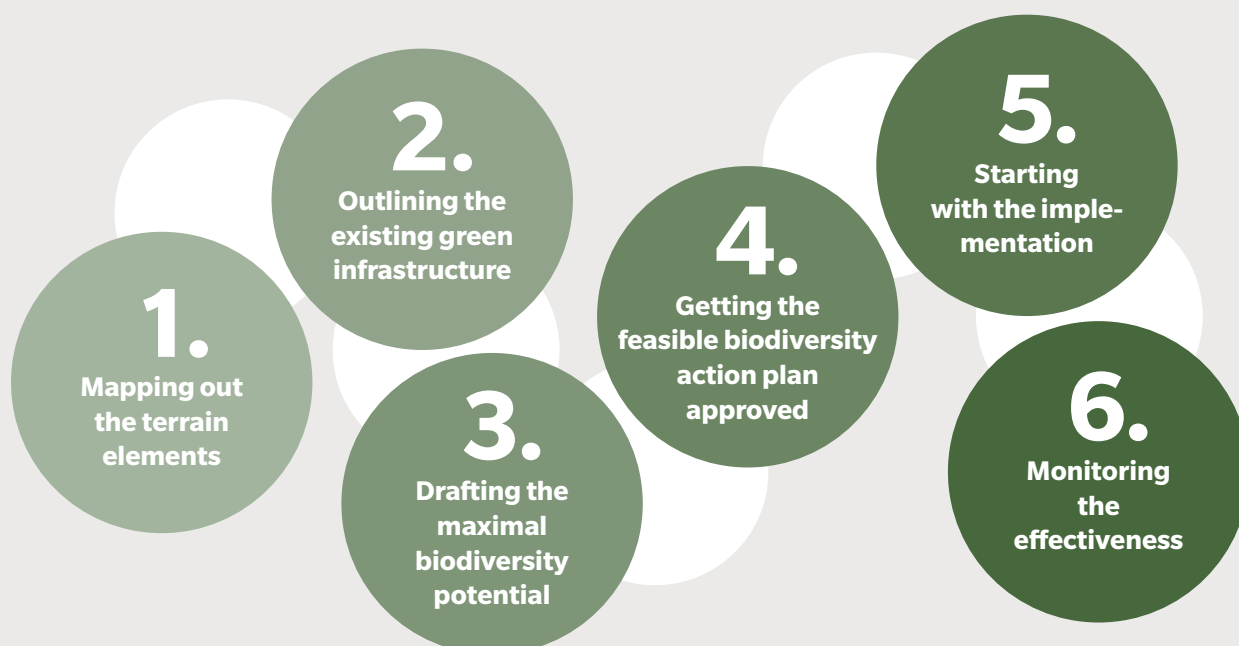 1.
Mapping out
the terrain
elements
2.
Outlining the
existing green
infrastructure
3.
Drafting the
maximal
biodiversity
potential
4.
Getting the
feasible biodiversity
action plan
approved
5.
Starting
with the imple-
mentation
6.
Monitoring
the
effectiveness